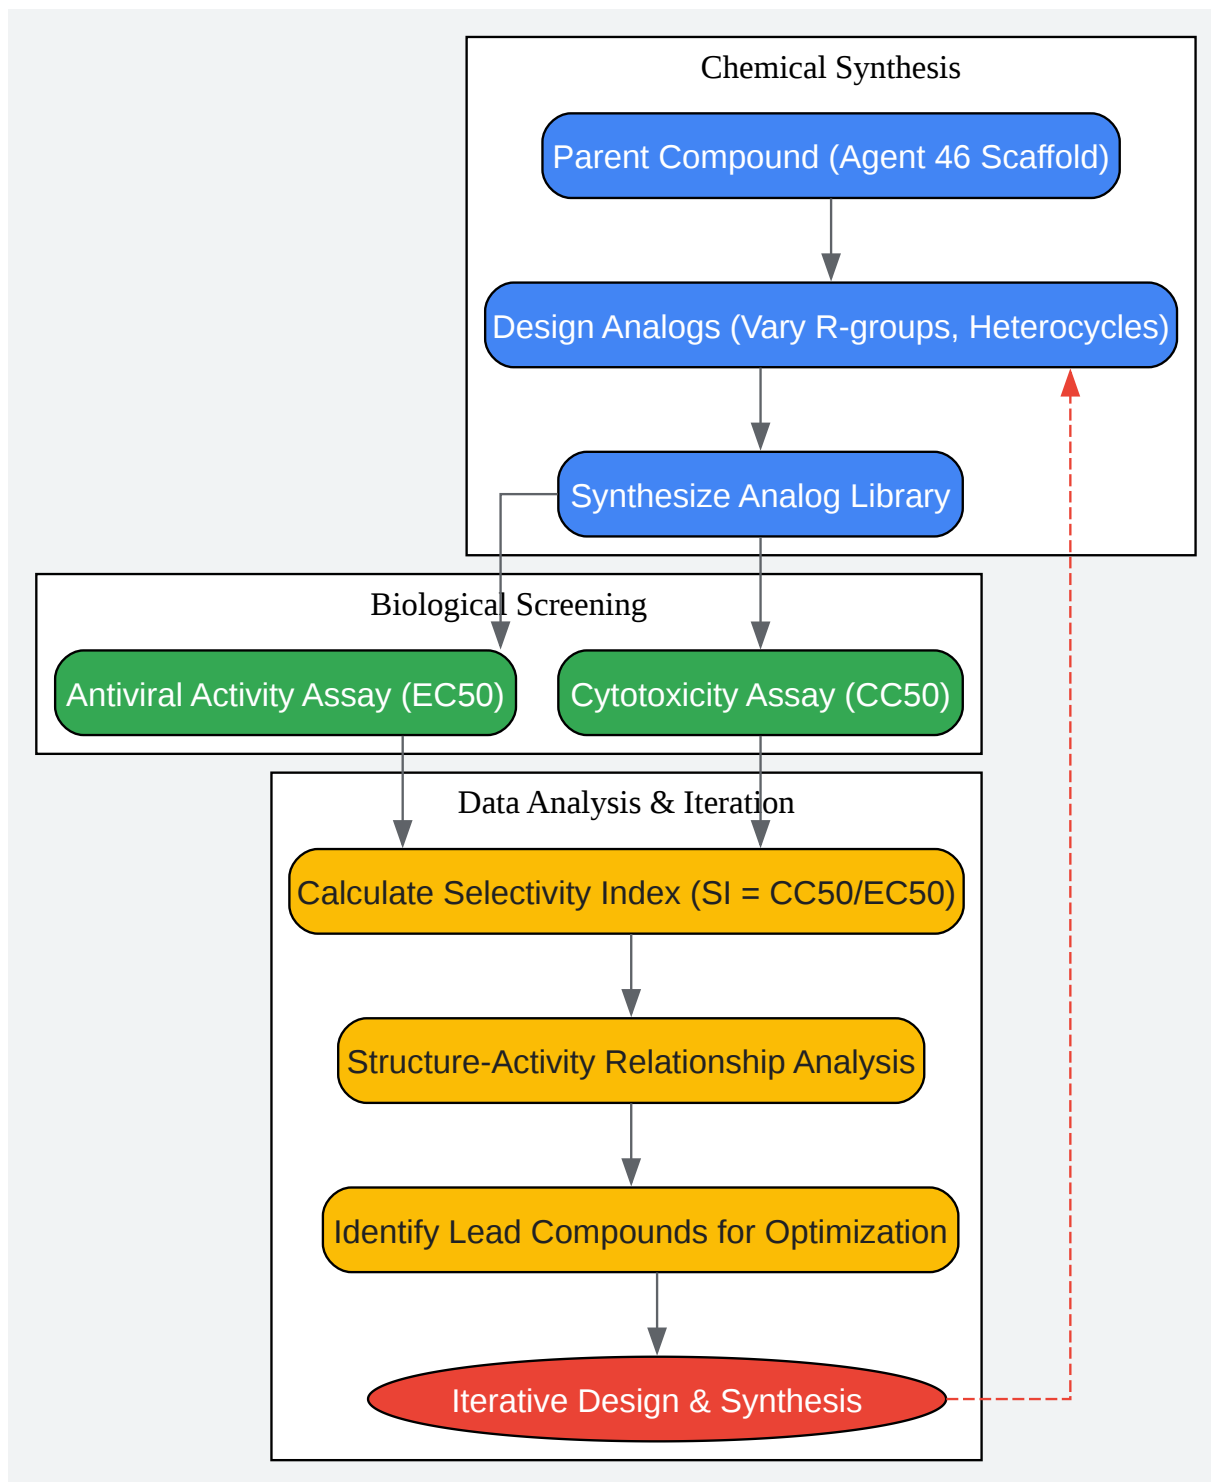 Chemical Synthesis
Parent Compound (Agent 46 Scaffold)
Design Analogs (Vary R-groups, Heterocycles)
Synthesize Analog Library
Biological Screening
Antiviral Activity Assay (EC50)
Cytotoxicity Assay (CC50)
Data Analysis & Iteration
Calculate Selectivity Index (SI = CC50/EC50)
Structure-Activity Relationship Analysis
Identify Lead Compounds for Optimization
Iterative Design & Synthesis